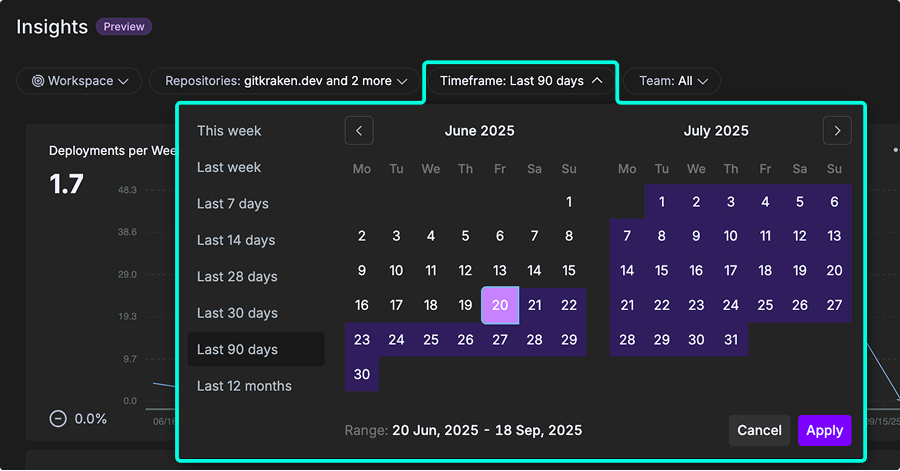 Insights Preview
Workspace Repositories: gitkraken.dev and 2 more Timeframe: Last 90 days Team: All
Deployments per Wee
1.7
48.3
38.6
29.0
19.3
9.7
0.0
0.0%
06/16
09/15/25
This week
Last week
Last 7 days
Last 14 days
Last 28 days
Last 30 days
Last 90 days
Last 12 months
June 2025
Mo Tu We Th Fr Sa Su
1
2 3 4 5 6 7 8
9 10 11 12 13 14 15
16 17 18 19 20 21 22
23 24 25 26 27 28 29
30
July 2025
Mo Tu We Th Fr Sa Su
1 2 3 4 5 6
7 8 9 10 11 12 13
14 15 16 17 18 19 20
21 22 23 24 25 26 27
28 29 30 31
Range: 20 Jun, 2025 - 18 Sep, 2025
Cancel Apply